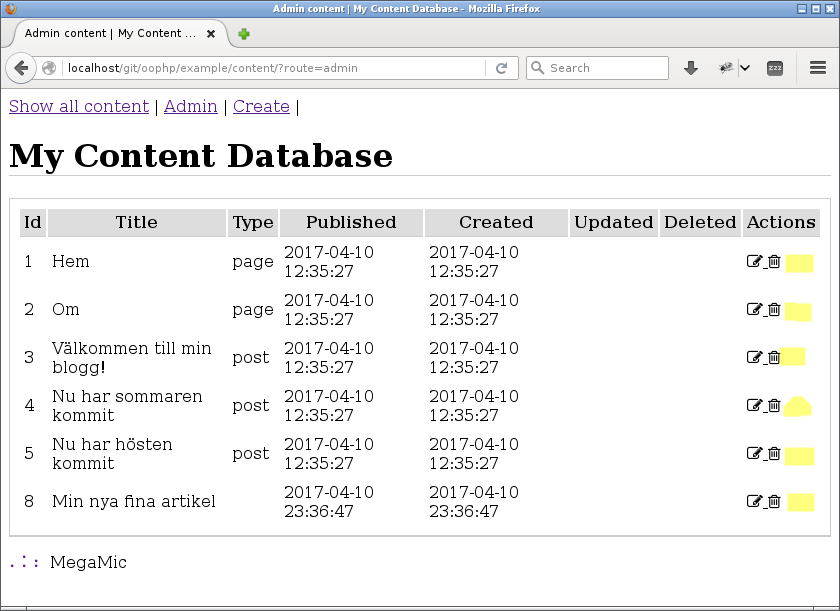 Admin content | My Content Database - Mozilla Firefox
Admin content | My Content ...
localhost/git/oophp/example/content/?route=admin
Search
zzz
Show all content | Admin | Create |
My Content Database
Id Title Type Published Created Updated Deleted Actions
1 Hem page 2017-04-10 12:35:27 2017-04-10 12:35:27
2 Om page 2017-04-10 12:35:27 2017-04-10 12:35:27
3 Välkommen till min blogg! post 2017-04-10 12:35:27 2017-04-10 12:35:27
4 Nu har sommaren kommit post 2017-04-10 12:35:27 2017-04-10 12:35:27
5 Nu har hösten kommit post 2017-04-10 12:35:27 2017-04-10 12:35:27
8 Min nya fina artikel 2017-04-10 23:36:47 2017-04-10 23:36:47
.:: MegaMic